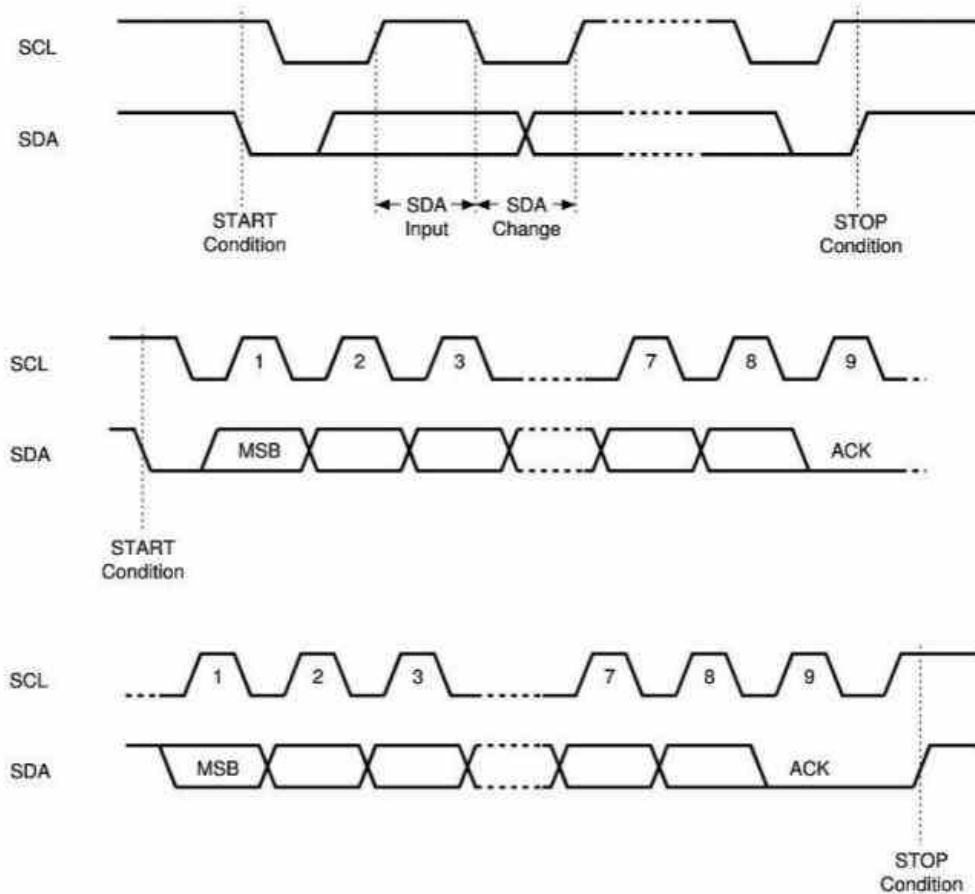 SCL
SDA
START
Condition
SDA
Input
SDA
Change
STOP
Condition
SCL
1 2 3 7 8 9
SDA
MSB ACK
START
Condition
SCL
1 2 3 7 8 9
SDA
MSB ACK
STOP
Condition